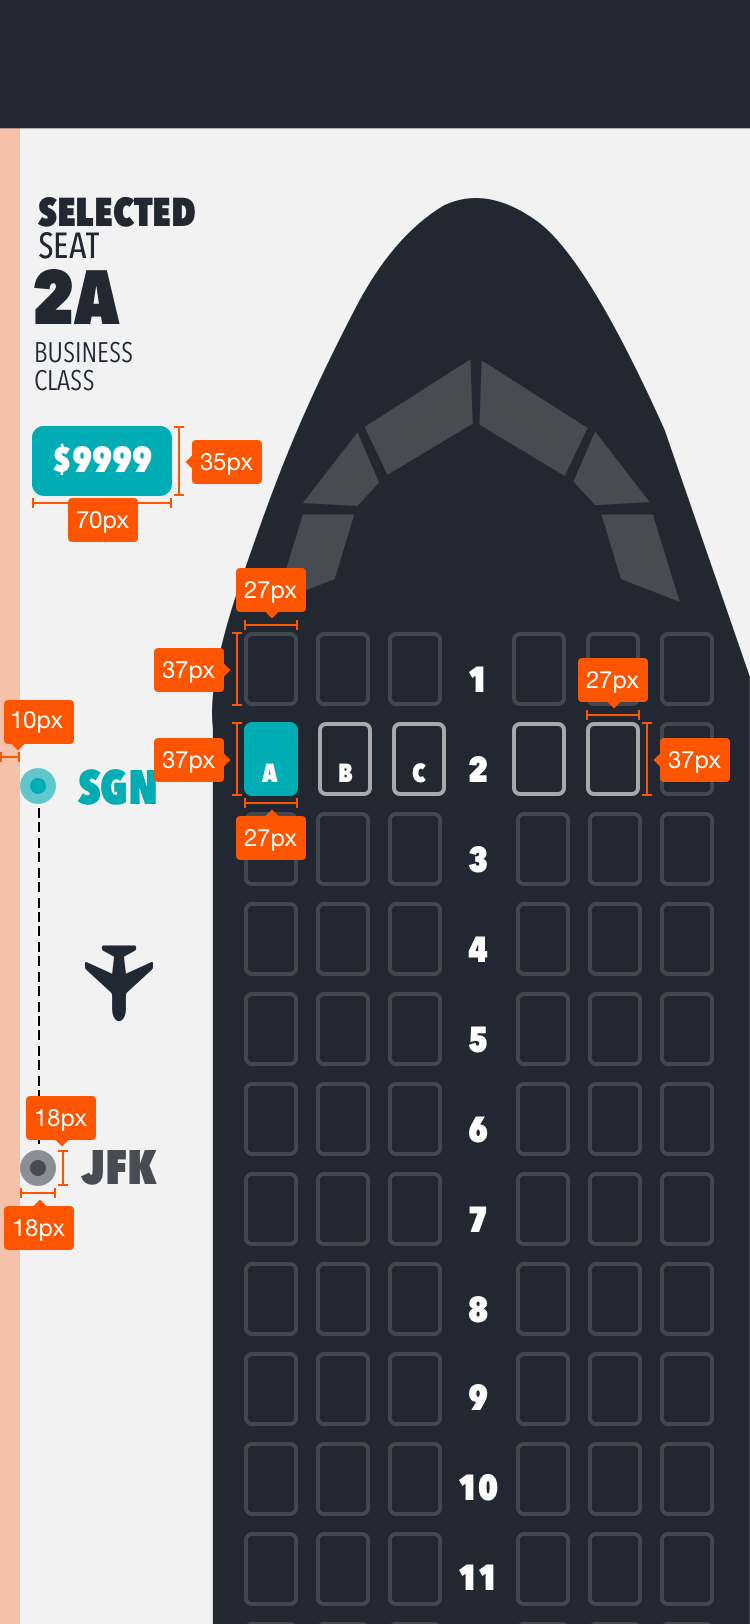 SELECTED
SEAT
2A
BUSINESS
CLASS
$9999
35px
70px
27px
37px
1
27px
10px
SGN
37px
A
B
C
2
37px
27px
3
4
5
18px
JFK
18px
6
7
8
9
10
11